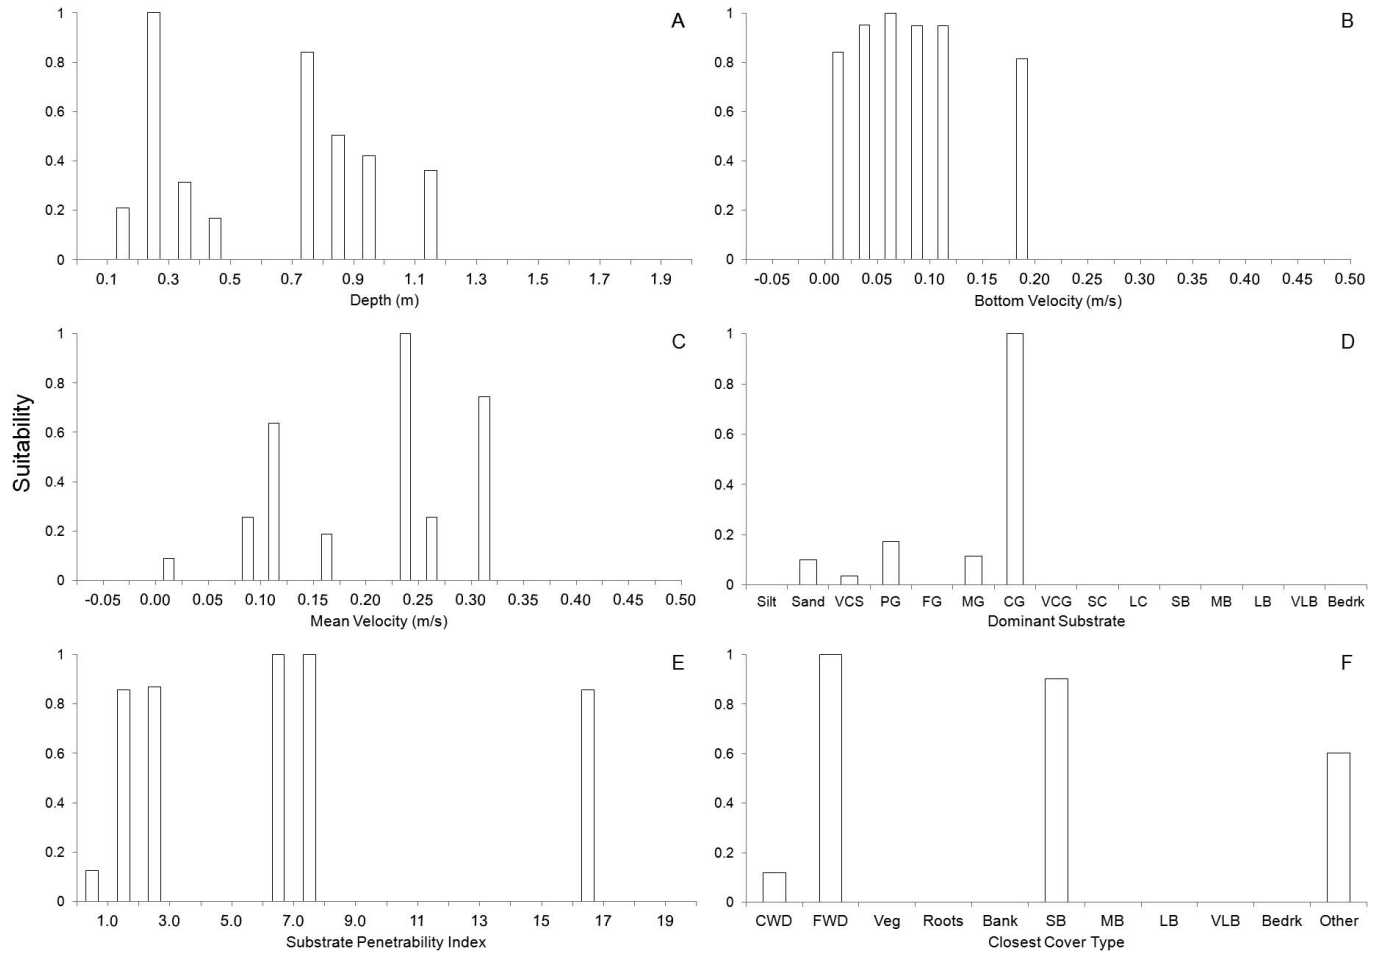 A
1
0.8
0.6
0.4
0.2
0
0.1 0.3 0.5 0.7 0.9 1.1 1.3 1.5 1.7 1.9
Depth (m)
B
1
0.8
0.6
0.4
0.2
0
-0.05 0.00 0.05 0.10 0.15 0.20 0.25 0.30 0.35 0.40 0.45 0.50
Bottom Velocity (m/s)
Suitability
C
1
0.8
0.6
0.4
0.2
0
-0.05 0.00 0.05 0.10 0.15 0.20 0.25 0.30 0.35 0.40 0.45 0.50
Mean Velocity (m/s)
D
1
0.8
0.6
0.4
0.2
0
Silt Sand VCS PG FG MG CG VCG SC LC SB MB LB VLB Bedrk
Dominant Substrate
E
1
0.8
0.6
0.4
0.2
0
1.0 3.0 5.0 7.0 9.0 11 13 15 17 19
Substrate Penetrability Index
F
1
0.8
0.6
0.4
0.2
0
CWD FWD Veg Roots Bank SB MB LB VLB Bedrk Other
Closest Cover Type